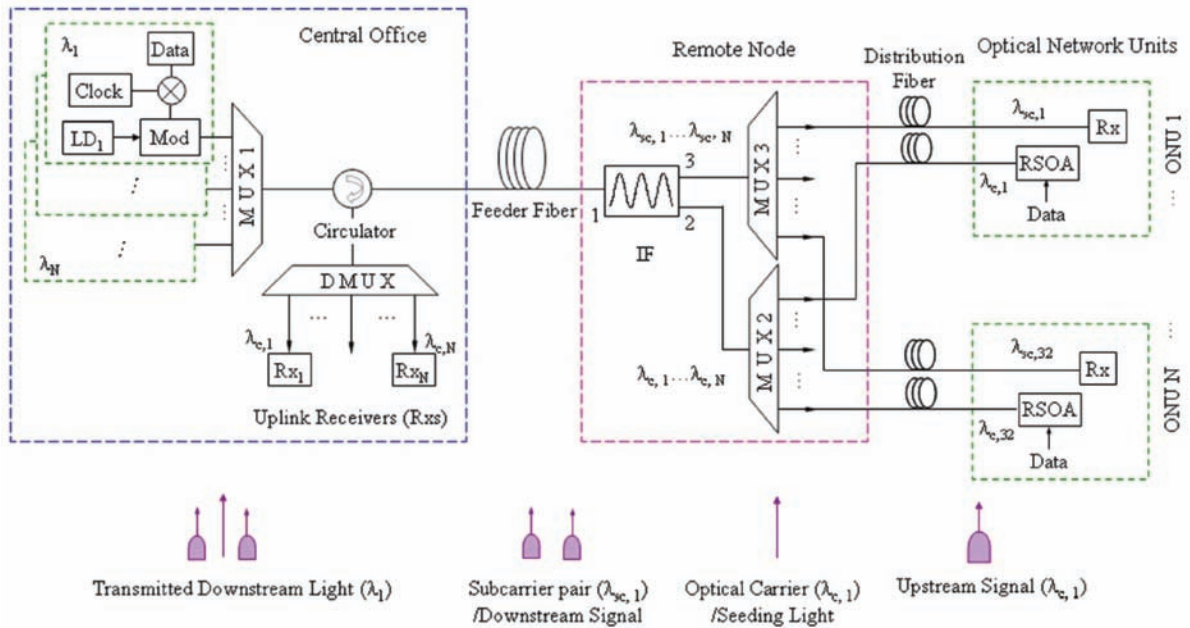 Central Office
λ1
Data
Clock
LD1
Mod
λN
MUX 1
Circulator
DMUX
λc,1
λc,N
Rx1
RxN
Uplink Receivers (Rxs)
Feeder Fiber
Remote Node
λsc, 1…λsc, N
1
3
2
IF
MUX 3
MUX 2
λc, 1…λc, N
Distribution
Fiber
Optical Network Units
λsc,1
Rx
RSOA
λc,1
Data
ONU 1
λsc,32
Rx
RSOA
λc,32
Data
ONU N
Transmitted Downstream Light (λ1)
Subcarrier pair (λsc, 1)
/Downstream Signal
Optical Carrier (λc, 1)
/Seeding Light
Upstream Signal (λc, 1)